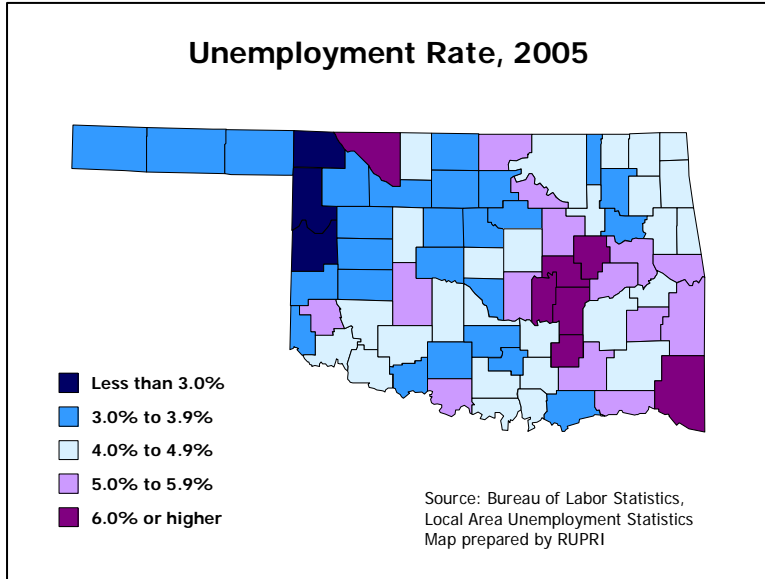 Unemployment Rate, 2005
Less than 3.0%
3.0% to 3.9%
4.0% to 4.9%
5.0% to 5.9%
6.0% or higher
Source: Bureau of Labor Statistics,
Local Area Unemployment Statistics
Map prepared by RUPRI